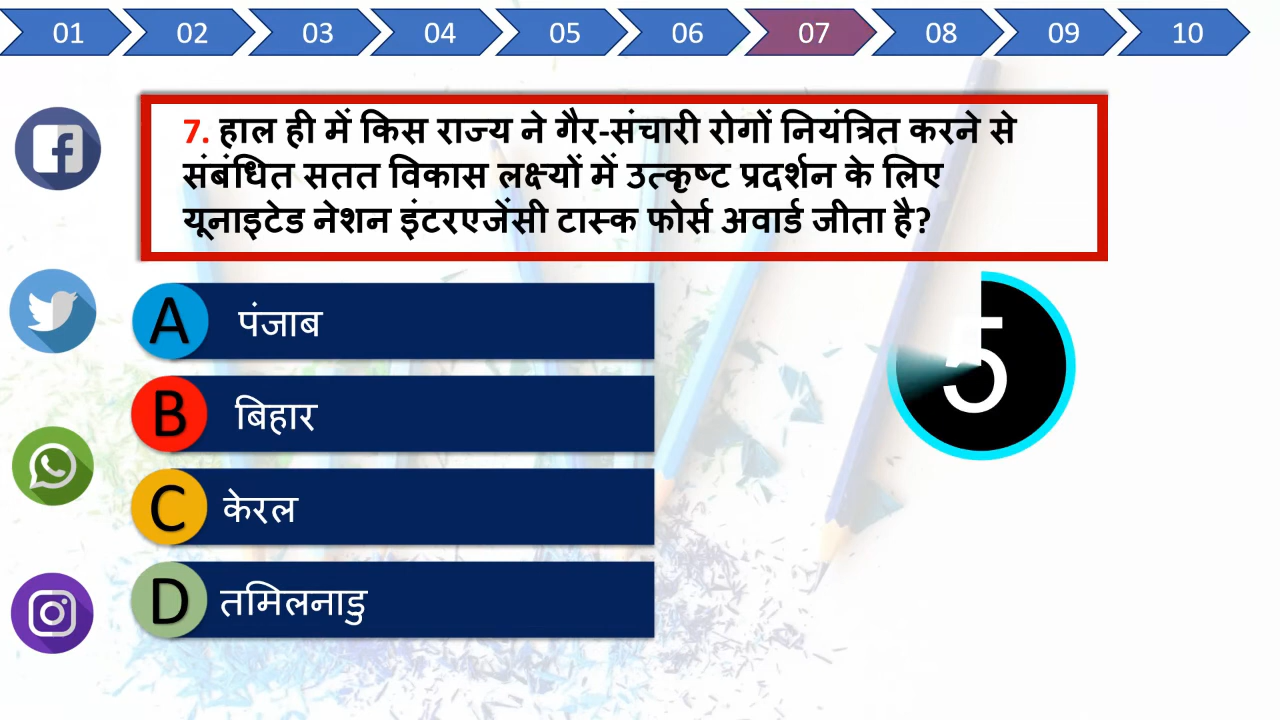 01 02 03 04 05 06 07 08 09 10
7. हाल ही में किस राज्य ने गैर-संचारी रोगों नियंत्रित करने से
संबंधित सतत विकास लक्ष्यों में उत्कृष्ट प्रदर्शन के लिए
यूनाइटेड नेशन इंटरएजेंसी टास्क फोर्स अवार्ड जीता है?
A पंजाब
5
B बिहार
C केरल
D तमिलनाडु